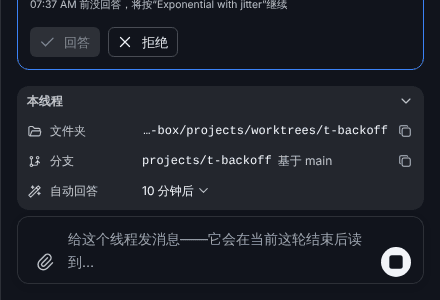 07:37 AM 前没回答，将按“Exponential with jitter”继续
回答 拒绝
本线程
文件夹 …-box/projects/worktrees/t-backoff
分支 projects/t-backoff 基于 main
自动回答 10 分钟后
给这个线程发消息——它会在当前这轮结束后读
到...